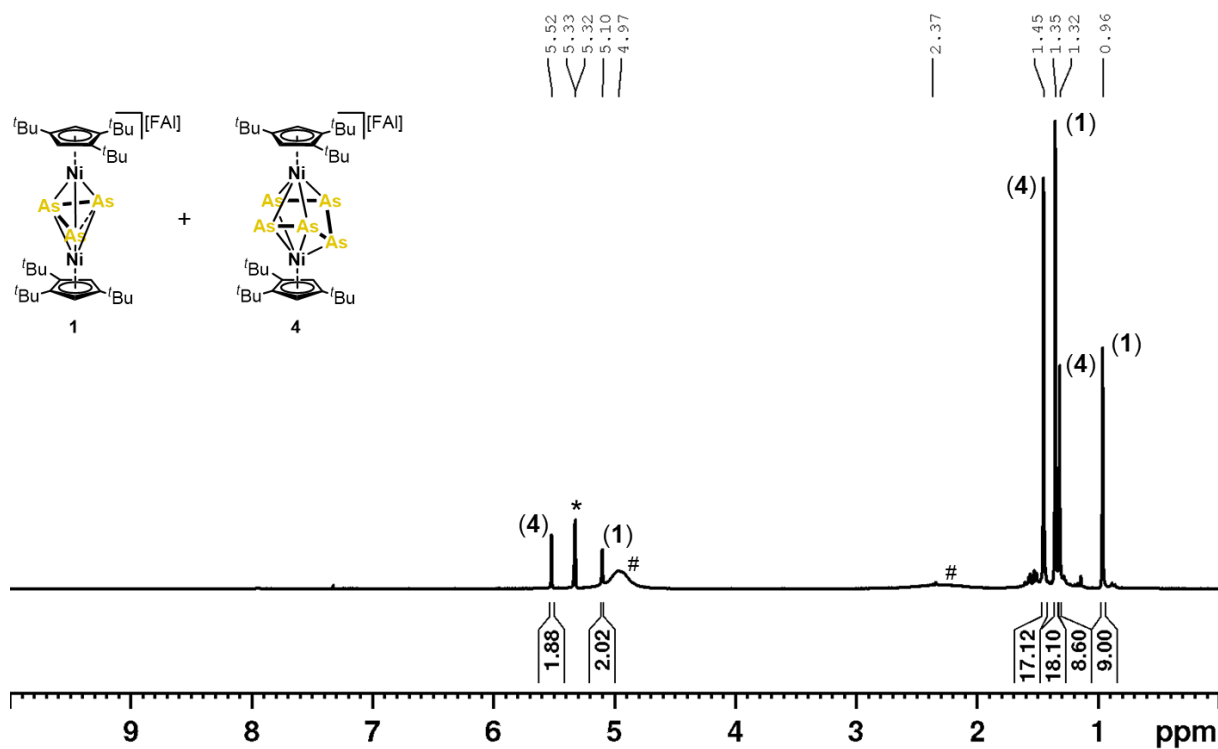 5.52
5.33
5.32
5.10
4.97
2.37
1.45
1.35
1.32
0.96
tBu tBu [FAl]
tBu
Ni
As As
As
Ni
tBu
tBu tBu
1
+
tBu tBu [FAl]
tBu
Ni
As As
As As
As
Ni
tBu
tBu tBu
4
(4)
*
(1)
#
#
(4)
(1)
(4)
(1)
1.88
2.02
17.12
18.10
8.60
9.00
9 8 7 6 5 4 3 2 1 ppm